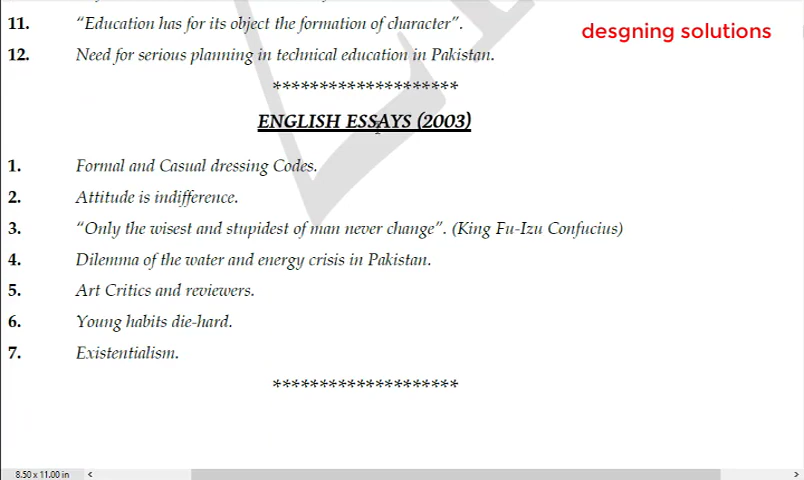 11. “Education has for its object the formation of character”.
desgning solutions
12. Need for serious planning in technical education in Pakistan.
********************
ENGLISH ESSAYS (2003)
1. Formal and Casual dressing Codes.
2. Attitude is indifference.
3. “Only the wisest and stupidest of man never change”. (King Fu-Izu Confucius)
4. Dilemma of the water and energy crisis in Pakistan.
5. Art Critics and reviewers.
6. Young habits die-hard.
7. Existentialism.
********************
8.50 x 11.00 in